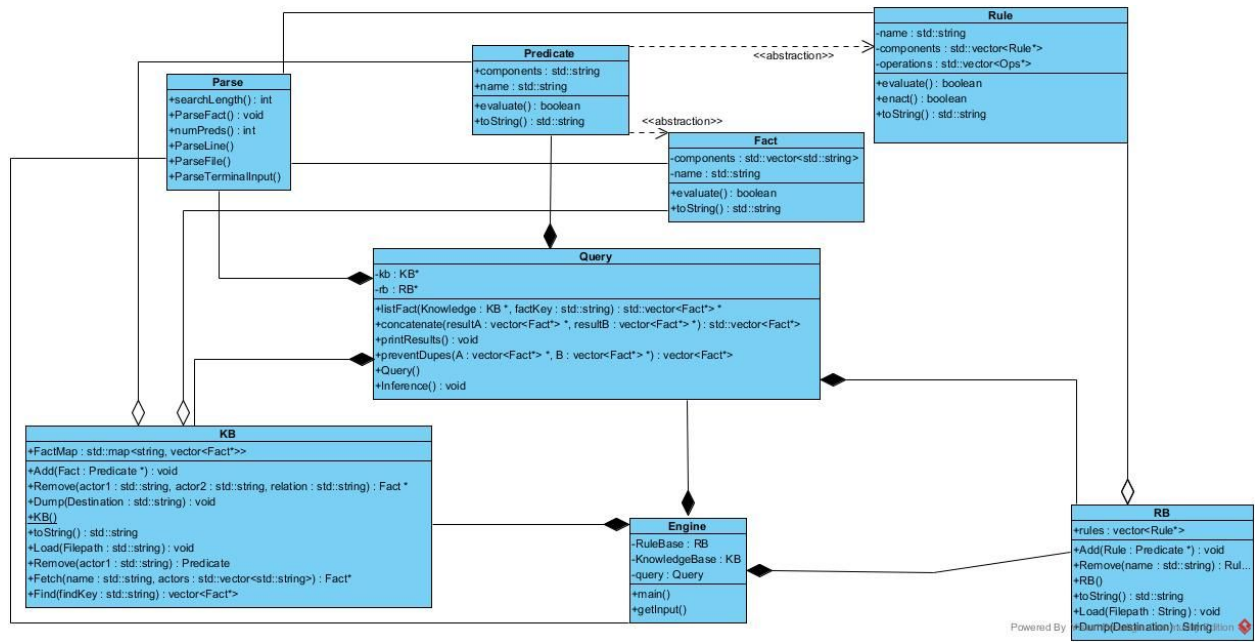 Rule
-name : std::string
-components : std::vector<Rule*>
-operations : std::vector<Ops*>
+evaluate() : boolean
+enact() : boolean
+toString() : std::string
Predicate
+components : std::string
+name : std::string
+evaluate() : boolean
+toString() : std::string
<<abstraction>>
<<abstraction>>
Parse
+searchLength() : int
+ParseFact() : void
+numPreds() : int
+ParseLine()
+ParseFile()
+ParseTerminalInput()
Fact
-components : std::vector<std::string>
-name : std::string
+evaluate() : boolean
+toString() : std::string
Query
-kb : KB*
-rb : RB*
+listFact(Knowledge : KB *, factKey : std::string) : std::vector<Fact*> *
+concatenate(resultA : vector<Fact*> *, resultB : vector<Fact*> *) : std::vector<Fact*>
+printResults() : void
+preventDupes(A : vector<Fact*> *, B : vector<Fact*> *) : vector<Fact*>
+Query()
+Inference() : void
KB
+FactMap : std::map<string, vector<Fact*>>
+Add(Fact : Predicate *) : void
+Remove(actor1 : std::string, actor2 : std::string, relation : std::string) : Fact *
+Dump(Destination : std::string) : void
+KB()
+toString() : std::string
+Load(Filepath : std::string) : void
+Remove(actor1 : std::string) : Predicate
+Fetch(name : std::string, actors : std::vector<std::string>) : Fact*
+Find(findKey : std::string) : vector<Fact*>
Engine
-RuleBase : RB
-KnowledgeBase : KB
-query : Query
+main()
+getInput()
RB
+rules : vector<Rule*>
+Add(Rule : Predicate *) : void
+Remove(name : std::string) : Rul...
+RB()
+toString() : std::string
+Load(Filepath : String) : void
+Dump(Destination) : String
Powered By